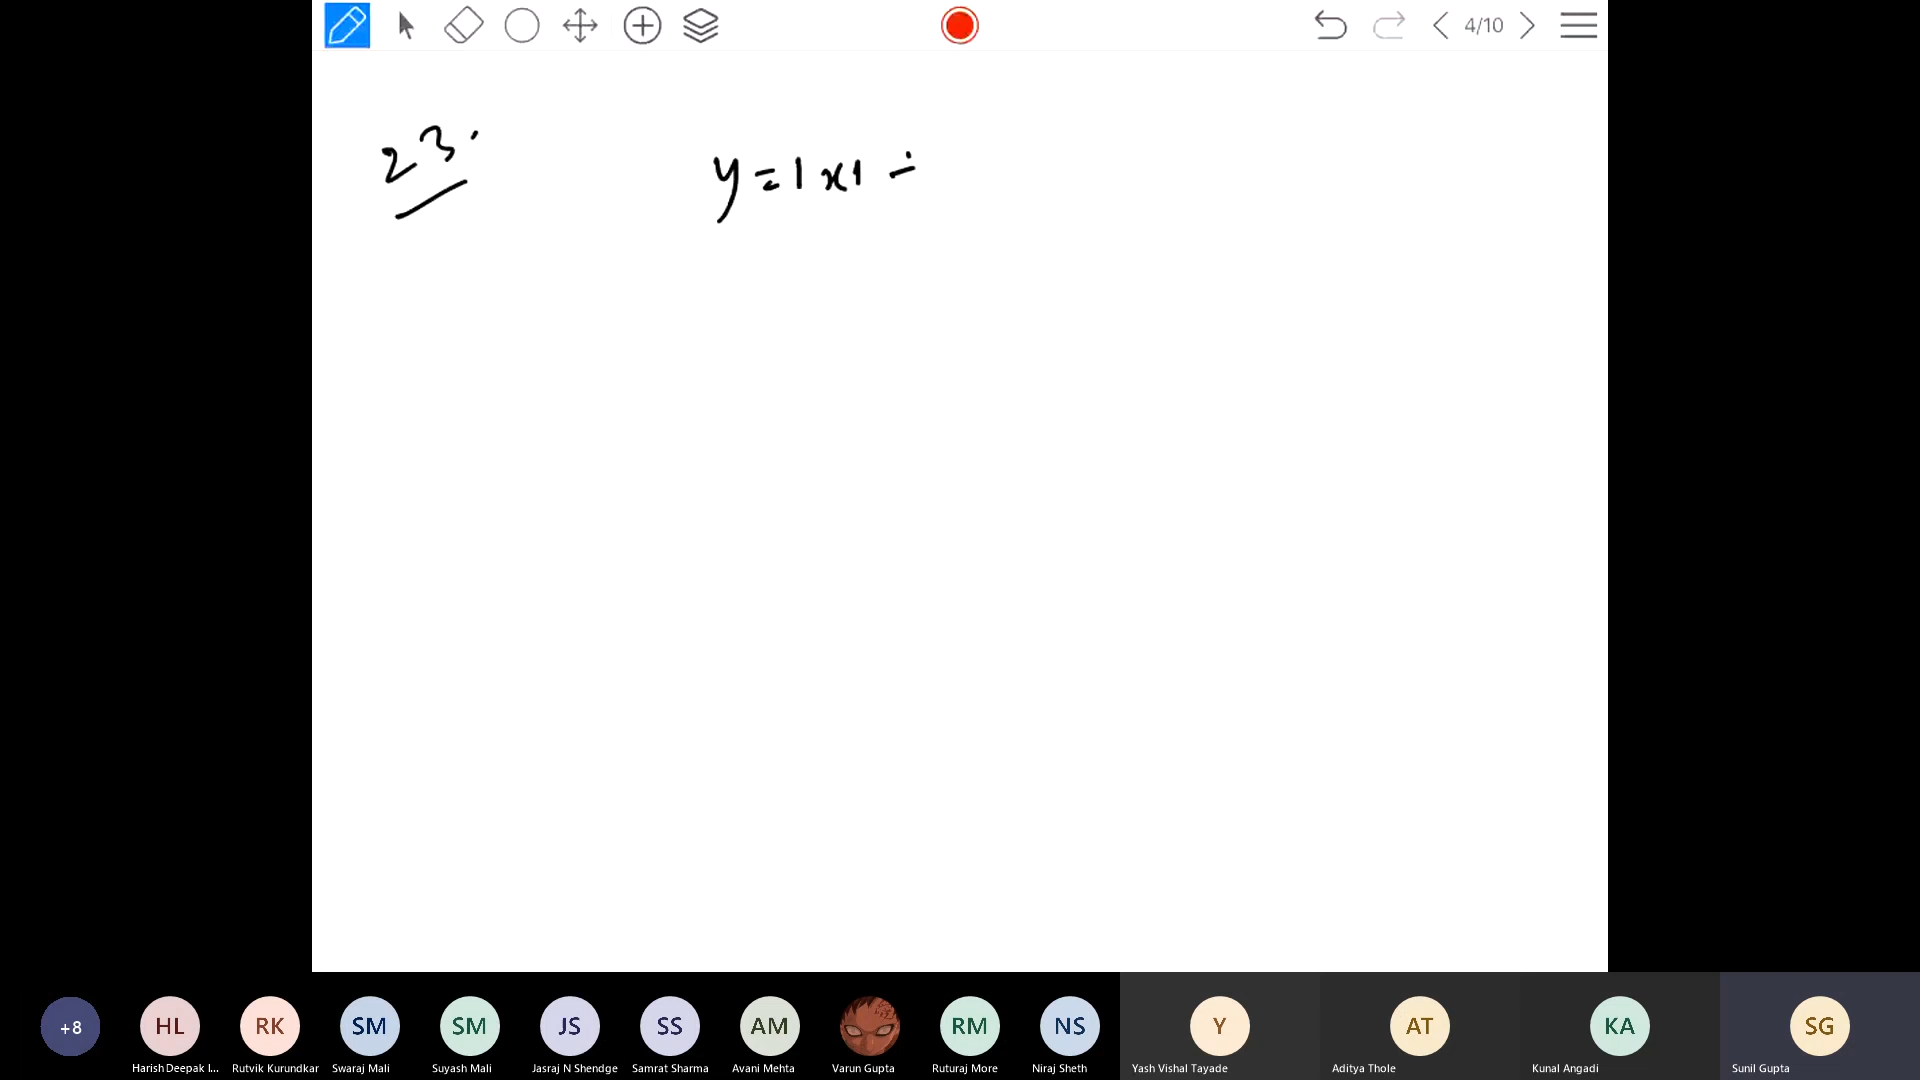 4/10
23.
y = |x| ÷
+8
HL
RK
SM
SM
JS
SS
AM
RM
NS
Y
AT
KA
SG
Harish Deepak I...
Rutvik Kurundkar
Swaraj Mali
Suyash Mali
Jasraj N Shendge
Samrat Sharma
Avani Mehta
Varun Gupta
Ruturaj More
Niraj Sheth
Yash Vishal Tayade
Aditya Thole
Kunal Angadi
Sunil Gupta